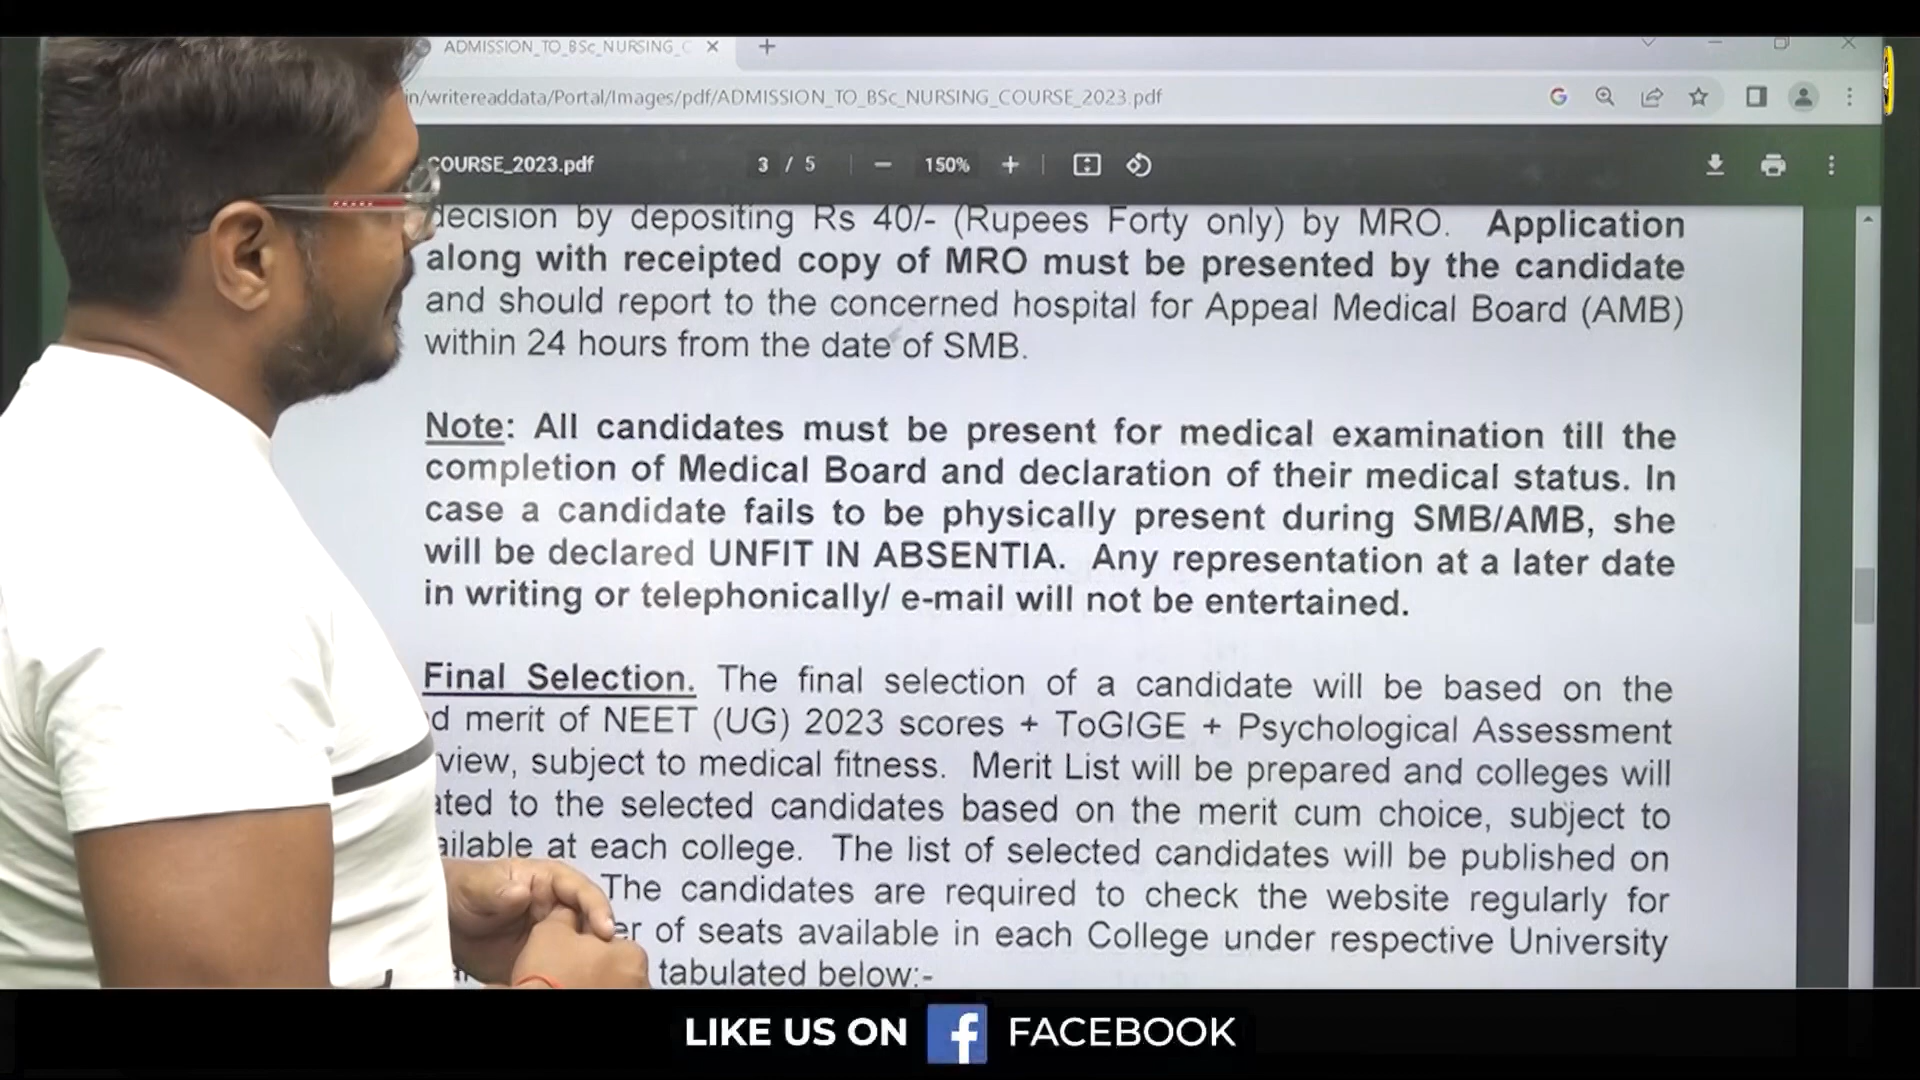 ADMISSION_TO_BSc_NURSING_C
in/writereaddata/Portal/Images/pdf/ADMISSION_TO_BSc_NURSING_COURSE_2023.pdf
COURSE_2023.pdf 3 / 5 150%
decision by depositing Rs 40/- (Rupees Forty only) by MRO. Application
along with receipted copy of MRO must be presented by the candidate
and should report to the concerned hospital for Appeal Medical Board (AMB)
within 24 hours from the date of SMB.
Note: All candidates must be present for medical examination till the
completion of Medical Board and declaration of their medical status. In
case a candidate fails to be physically present during SMB/AMB, she
will be declared UNFIT IN ABSENTIA. Any representation at a later date
in writing or telephonically/ e-mail will not be entertained.
Final Selection. The final selection of a candidate will be based on the
merit of NEET (UG) 2023 scores + ToGIGE + Psychological Assessment
view, subject to medical fitness. Merit List will be prepared and colleges will
ated to the selected candidates based on the merit cum choice, subject to
ailable at each college. The list of selected candidates will be published on
The candidates are required to check the website regularly for
er of seats available in each College under respective University
tabulated below:-
LIKE US ON FACEBOOK